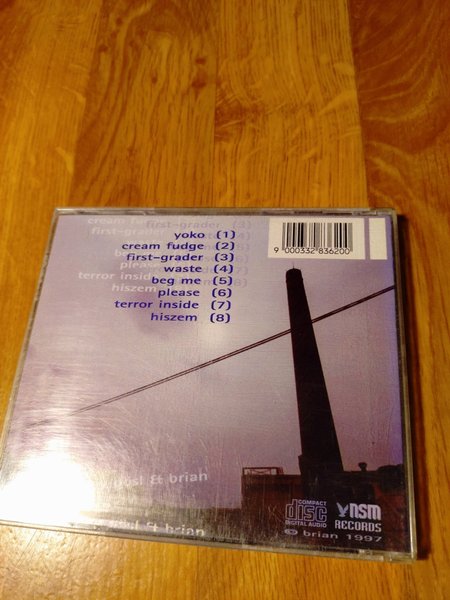 yoko (1)
cream fudge (2)
first-grader (3)
waste (4)
beg me (5)
please (6)
terror inside (7)
hiszem (8)
9 000332 836200
& brian
COMPACT
disc
DIGITAL AUDIO
nsm
RECORDS
© brian 1997